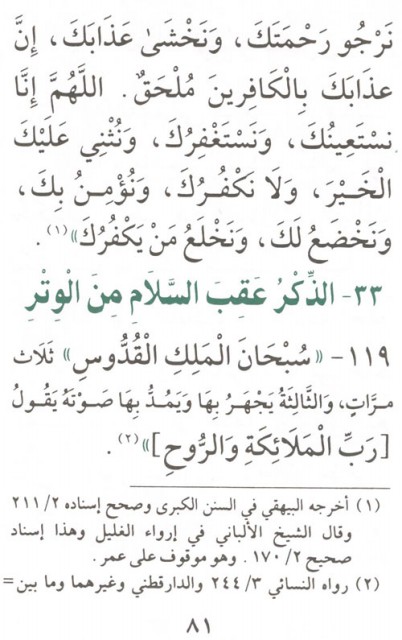 نَرْجُو رَحْمَتَكَ، وَنَخْشَىٰ عَذَابَكَ، إِنَّ
عَذَابَكَ بِالْكَافِرِينَ مُلْحَقٌ. اللَّهُمَّ إِنَّا
نَسْتَعِينُكَ، وَنَسْتَغْفِرُكَ، وَنُثْنِي عَلَيْكَ
الْخَيْرَ، وَلَا نَكْفُرُكَ، وَنُؤْمِنُ بِكَ،
وَنَخْضَعُ لَكَ، وَنَخْلَعُ مَنْ يَكْفُرُكَ»(١).
٣٣- الذِّكْرُ عَقِبَ السَّلَامِ مِنَ الْوِتْرِ
١١٩- «سُبْحَانَ الْمَلِكِ الْقُدُّوسِ» ثَلَاثَ
مرَّاتٍ، وَالثَّالِثَةُ يَجْهَرُ بِهَا وَيَمُدُّ بِهَا صَوْتَهُ يَقُولُ
[رَبِّ الْمَلَائِكَةِ وَالرُّوحِ]»(٢).
(١) أخرجه البيهقي في السنن الكبرى وصحح إسناده ٢/ ٢١١
وقال الشيخ الألباني في إرواء الغليل وهذا إسناد
صحيح ٢/ ١٧٠. وهو موقوف على عمر.
(٢) رواه النسائي ٣/ ٢٤٤ والدارقطني وغيرهما وما بين=
٨١